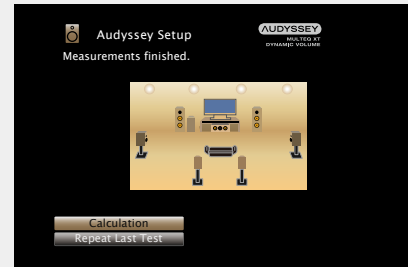 Audyssey Setup
AUDYSSEY
MULTEQ XT
DYNAMIC VOLUME
Measurements finished.
Calculation
Repeat Last Test